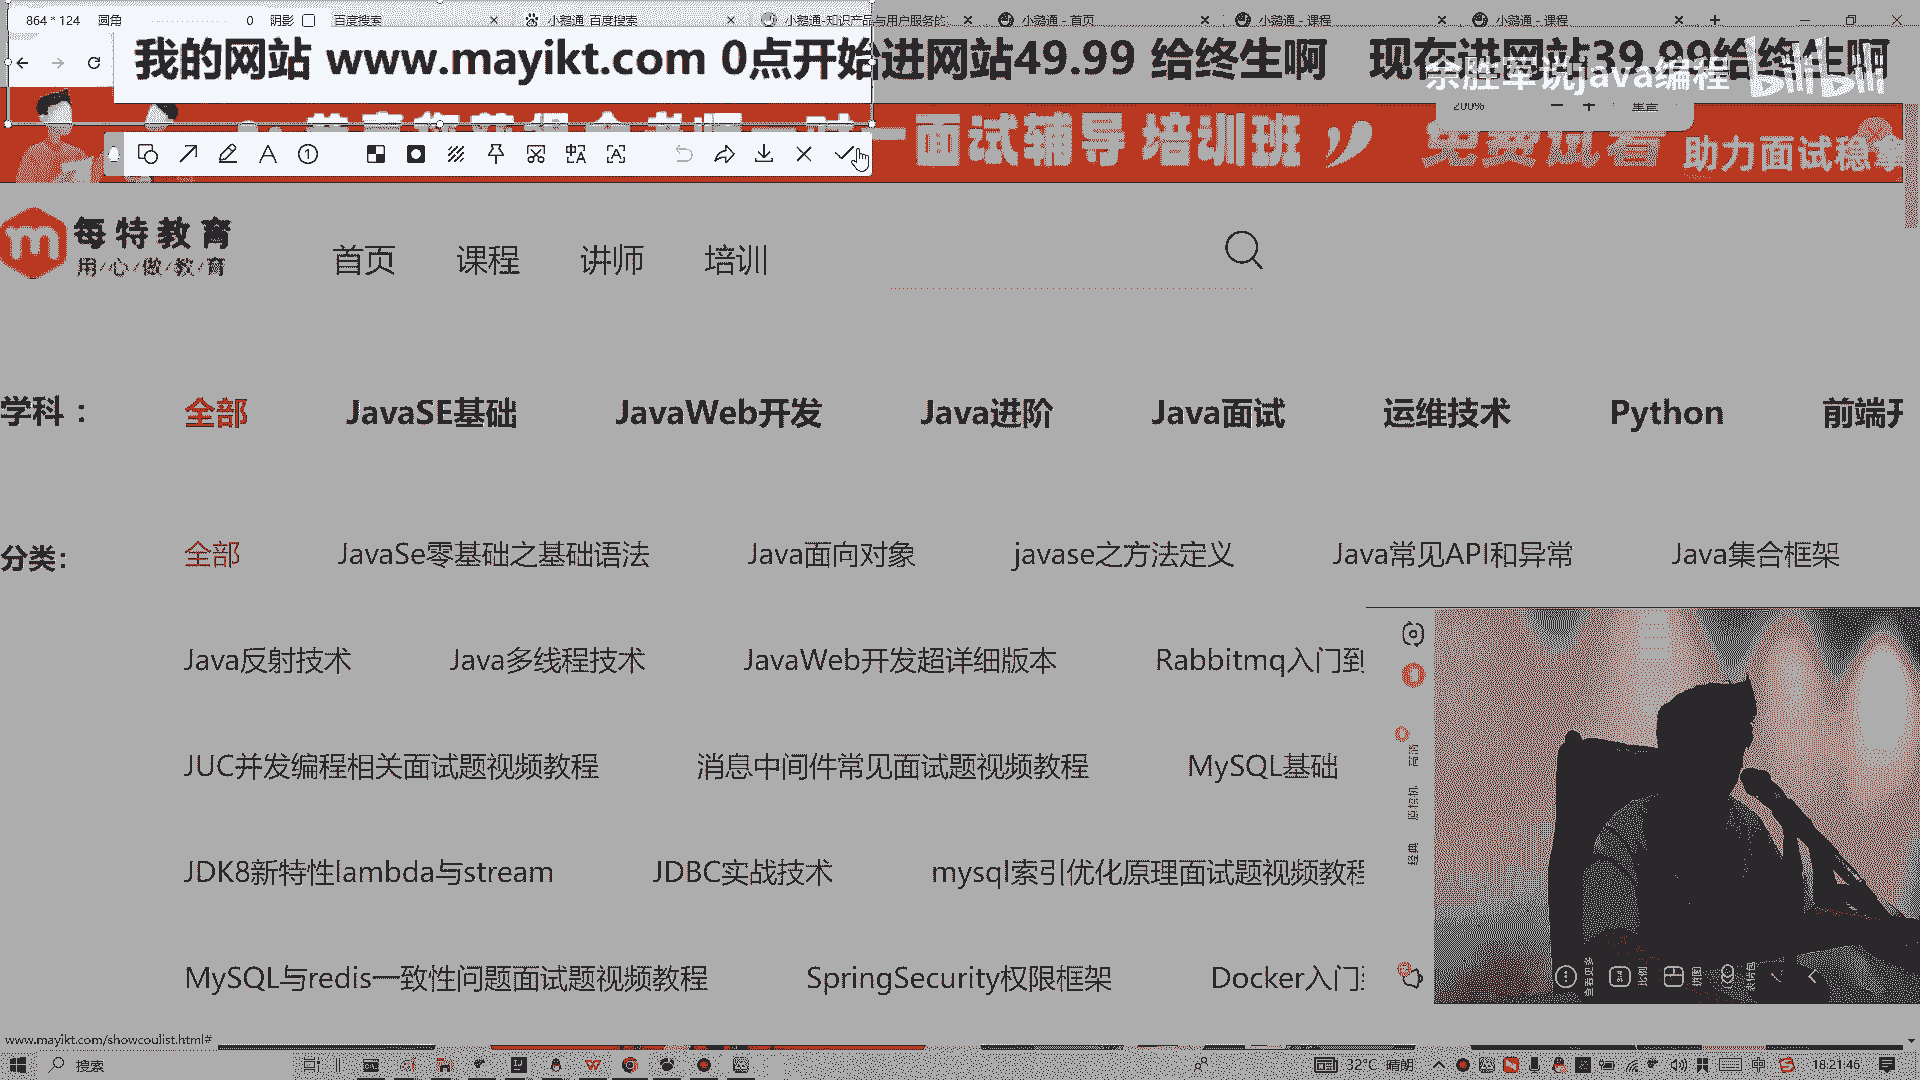 864 * 124 圆角 0 阴影 百度搜索 小鹅通_百度搜索 小鹅通-知识产品与用户服务的 小鹅通 - 首页 小鹅通 - 课程 小鹅通 - 课程
我的网站 www.mayikt.com 0点开始进网站49.99 给终生啊 现在进网站39.99给终生啊
余胜军说java编程 bilibili
200% 重置
一对一面试辅导 培训班 免费试看 助力面试稳拿
每特教育
用/心/做/教/育
首页 课程 讲师 培训
学科： 全部 JavaSE基础 JavaWeb开发 Java进阶 Java面试 运维技术 Python 前端开
分类: 全部 JavaSe零基础之基础语法 Java面向对象 javase之方法定义 Java常见API和异常 Java集合框架
Java反射技术 Java多线程技术 JavaWeb开发超详细版本 Rabbitmq入门到
JUC并发编程相关面试题视频教程 消息中间件常见面试题视频教程 MySQL基础
JDK8新特性lambda与stream JDBC实战技术 mysql索引优化原理面试题视频教程
MySQL与redis一致性问题面试题视频教程 SpringSecurity权限框架 Docker入门到
高清
经典
查看更多
比例
www.mayikt.com/showcoulist.html#
搜索 32°C 晴朗 中 18:21:46